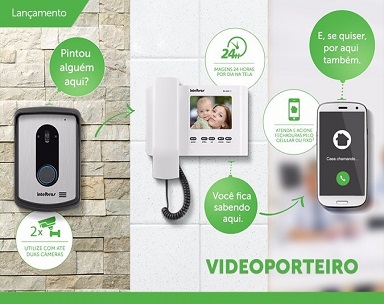 Lançamento
Pintou
alguém
aqui?
24h
IMAGENS 24 HORAS
POR DIA NA TELA
E, se quiser,
por aqui
também.
intelbras
ATENDA E ACIONE
FECHADURAS PELO
CELULAR OU FIXO
Casa chamando...
intelbras
Você fica
sabendo
aqui.
2x
UTILIZE COM ATÉ
DUAS CÂMERAS
VIDEOPORTEIRO